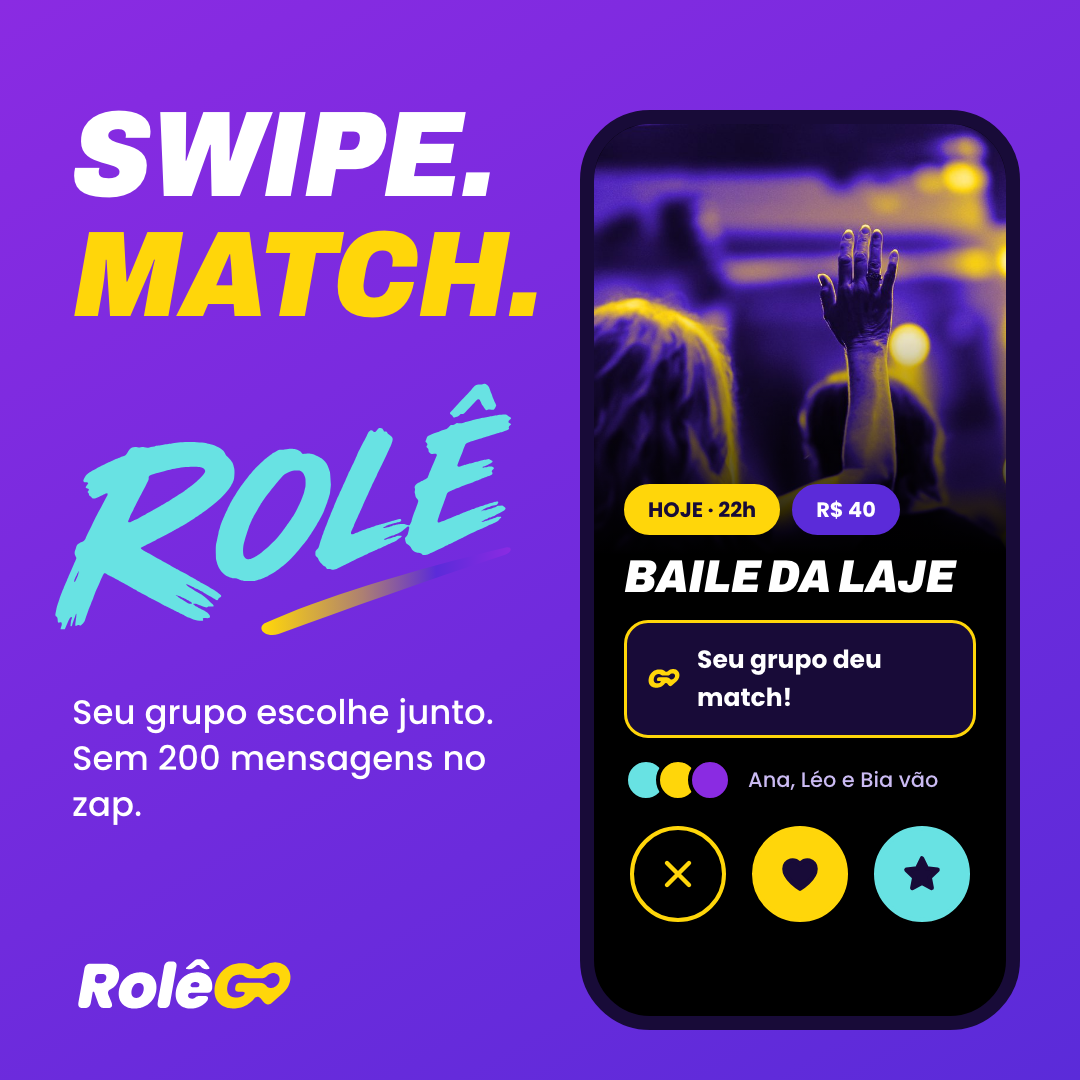 SWIPE.
MATCH.
ROLÊ
Seu grupo escolhe junto.
Sem 200 mensagens no
zap.
RolêGO
HOJE · 22h
R$ 40
BAILE DA LAJE
GO
Seu grupo deu
match!
Ana, Léo e Bia vão